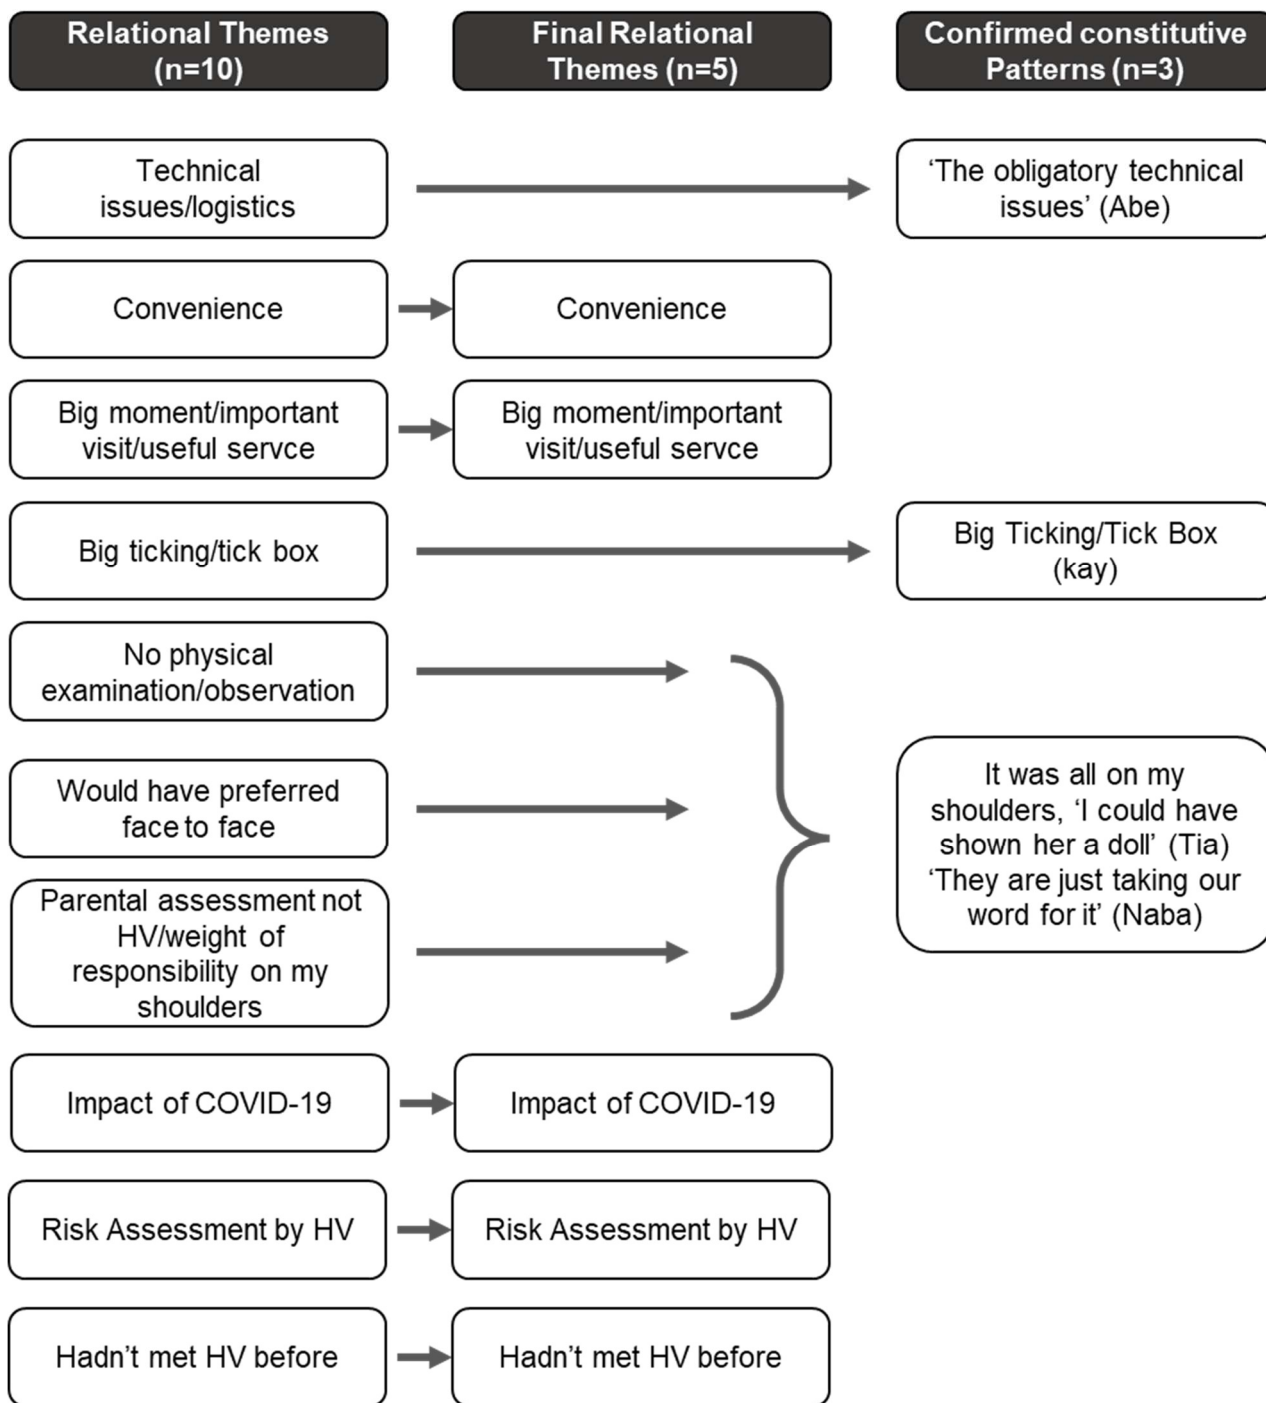 Relational Themes
(n=10)
Final Relational
Themes (n=5)
Confirmed constitutive
Patterns (n=3)
Technical
issues/logistics
‘The obligatory technical
issues’ (Abe)
Convenience
Convenience
Big moment/important
visit/useful servce
Big moment/important
visit/useful servce
Big ticking/tick box
Big Ticking/Tick Box
(kay)
No physical
examination/observation
Would have preferred
face to face
Parental assessment not
HV/weight of
responsibility on my
shoulders
It was all on my
shoulders, ‘I could have
shown her a doll’ (Tia)
‘They are just taking our
word for it’ (Naba)
Impact of COVID-19
Impact of COVID-19
Risk Assessment by HV
Risk Assessment by HV
Hadn’t met HV before
Hadn’t met HV before